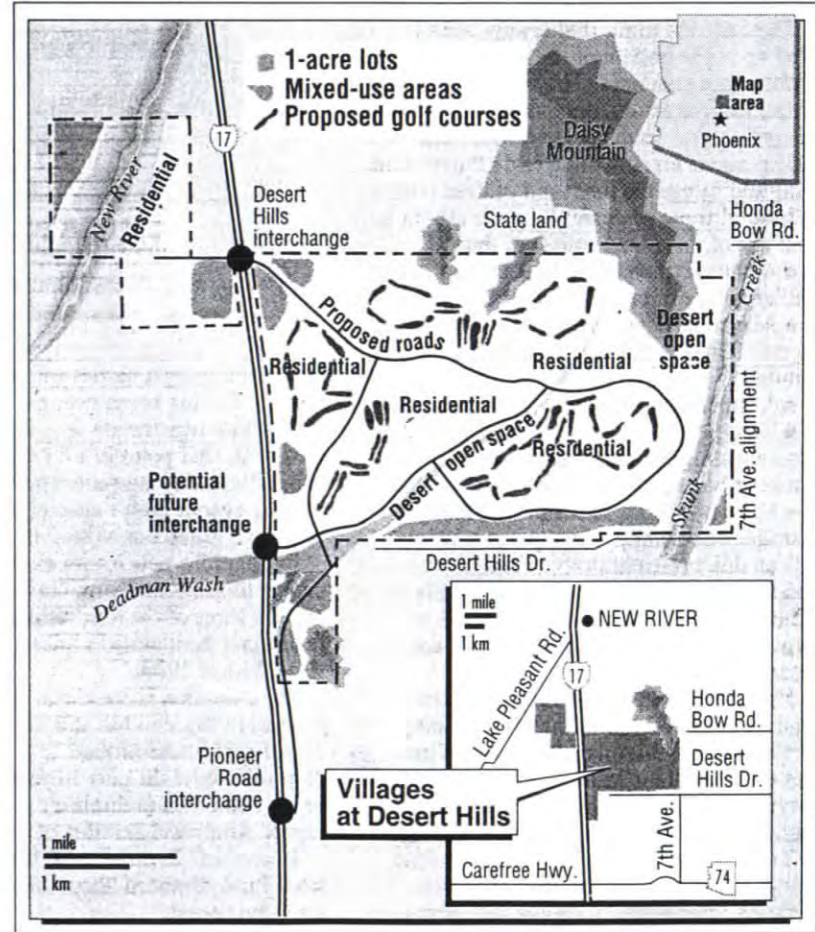 1-acre lots
Mixed-use areas
Proposed golf courses
Map
area
Phoenix
Daisy
Mountain
17
New River
Residential
Desert
Hills
interchange
State land
Honda
Bow Rd.
Creek
Proposed roads
Desert
open
space
Residential
Residential
Residential
7th Ave. alignment
Desert open space
Residential
Potential
future
interchange
Skunk
Desert Hills Dr.
Deadman Wash
1 mile
1 km
NEW RIVER
Lake Pleasant Rd.
17
Honda
Bow Rd.
Desert
Hills Dr.
Villages
at Desert Hills
7th Ave.
Carefree Hwy.
74
Pioneer
Road
interchange
1 mile
1 km